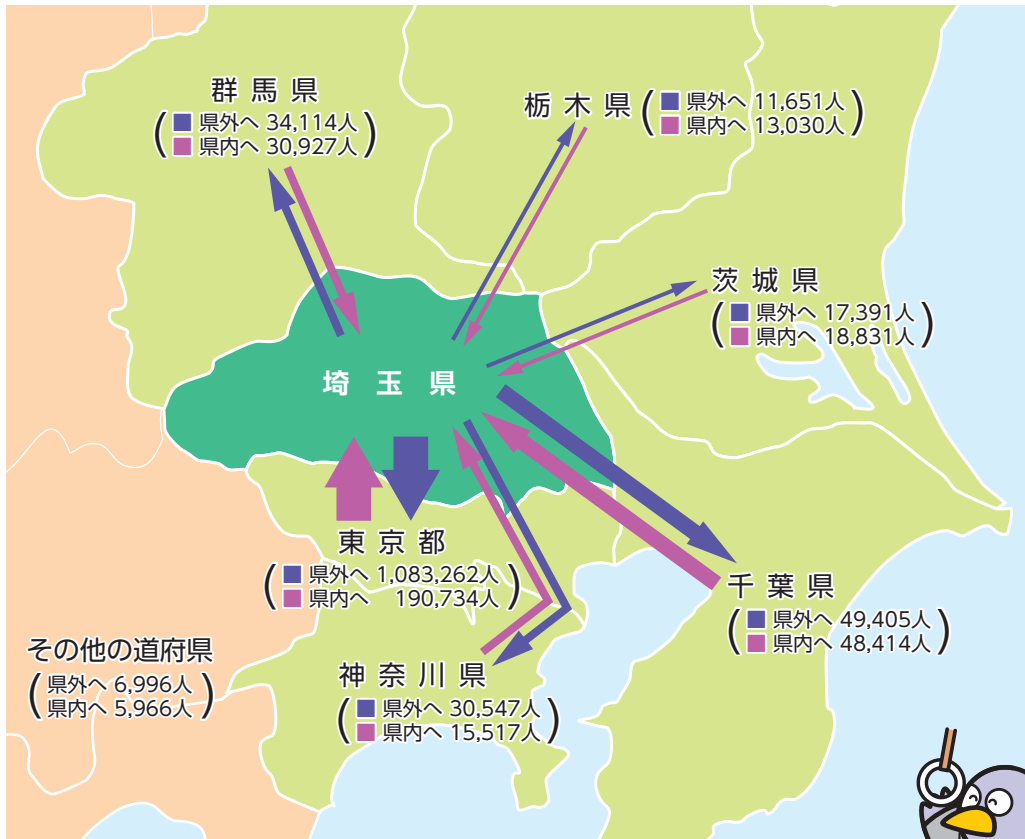 群馬県
(■ 県外へ 34,114人
■ 県内へ 30,927人)
栃木県
(■ 県外へ 11,651人
■ 県内へ 13,030人)
茨城県
(■ 県外へ 17,391人
■ 県内へ 18,831人)
埼玉県
東京都
(■ 県外へ 1,083,262人
■ 県内へ 190,734人)
千葉県
(■ 県外へ 49,405人
■ 県内へ 48,414人)
神奈川県
(■ 県外へ 30,547人
■ 県内へ 15,517人)
その他の道府県
(県外へ 6,996人
県内へ 5,966人)